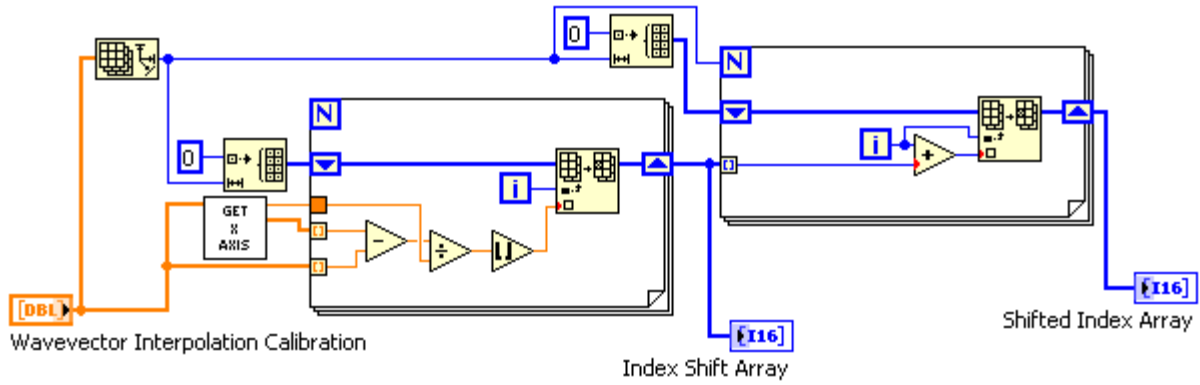 0
N
N
i
0
i
GET
X
AXIS
[DBL]
Wavevector Interpolation Calibration
[I16]
Index Shift Array
[I16]
Shifted Index Array